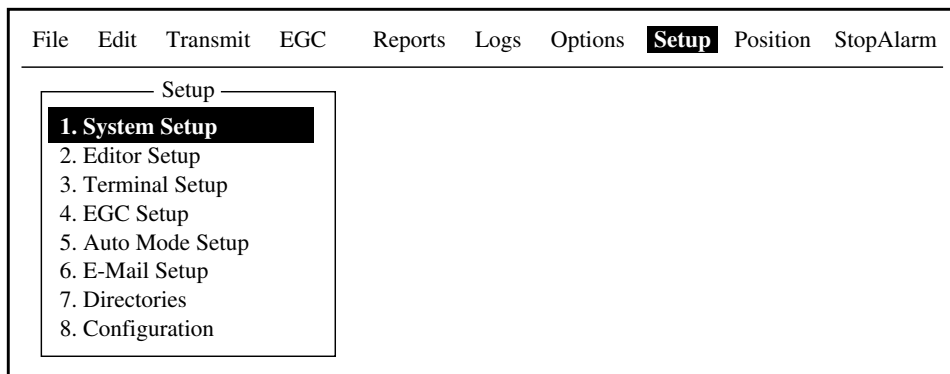 File Edit Transmit EGC Reports Logs Options Setup Position StopAlarm
Setup
1. System Setup
2. Editor Setup
3. Terminal Setup
4. EGC Setup
5. Auto Mode Setup
6. E-Mail Setup
7. Directories
8. Configuration